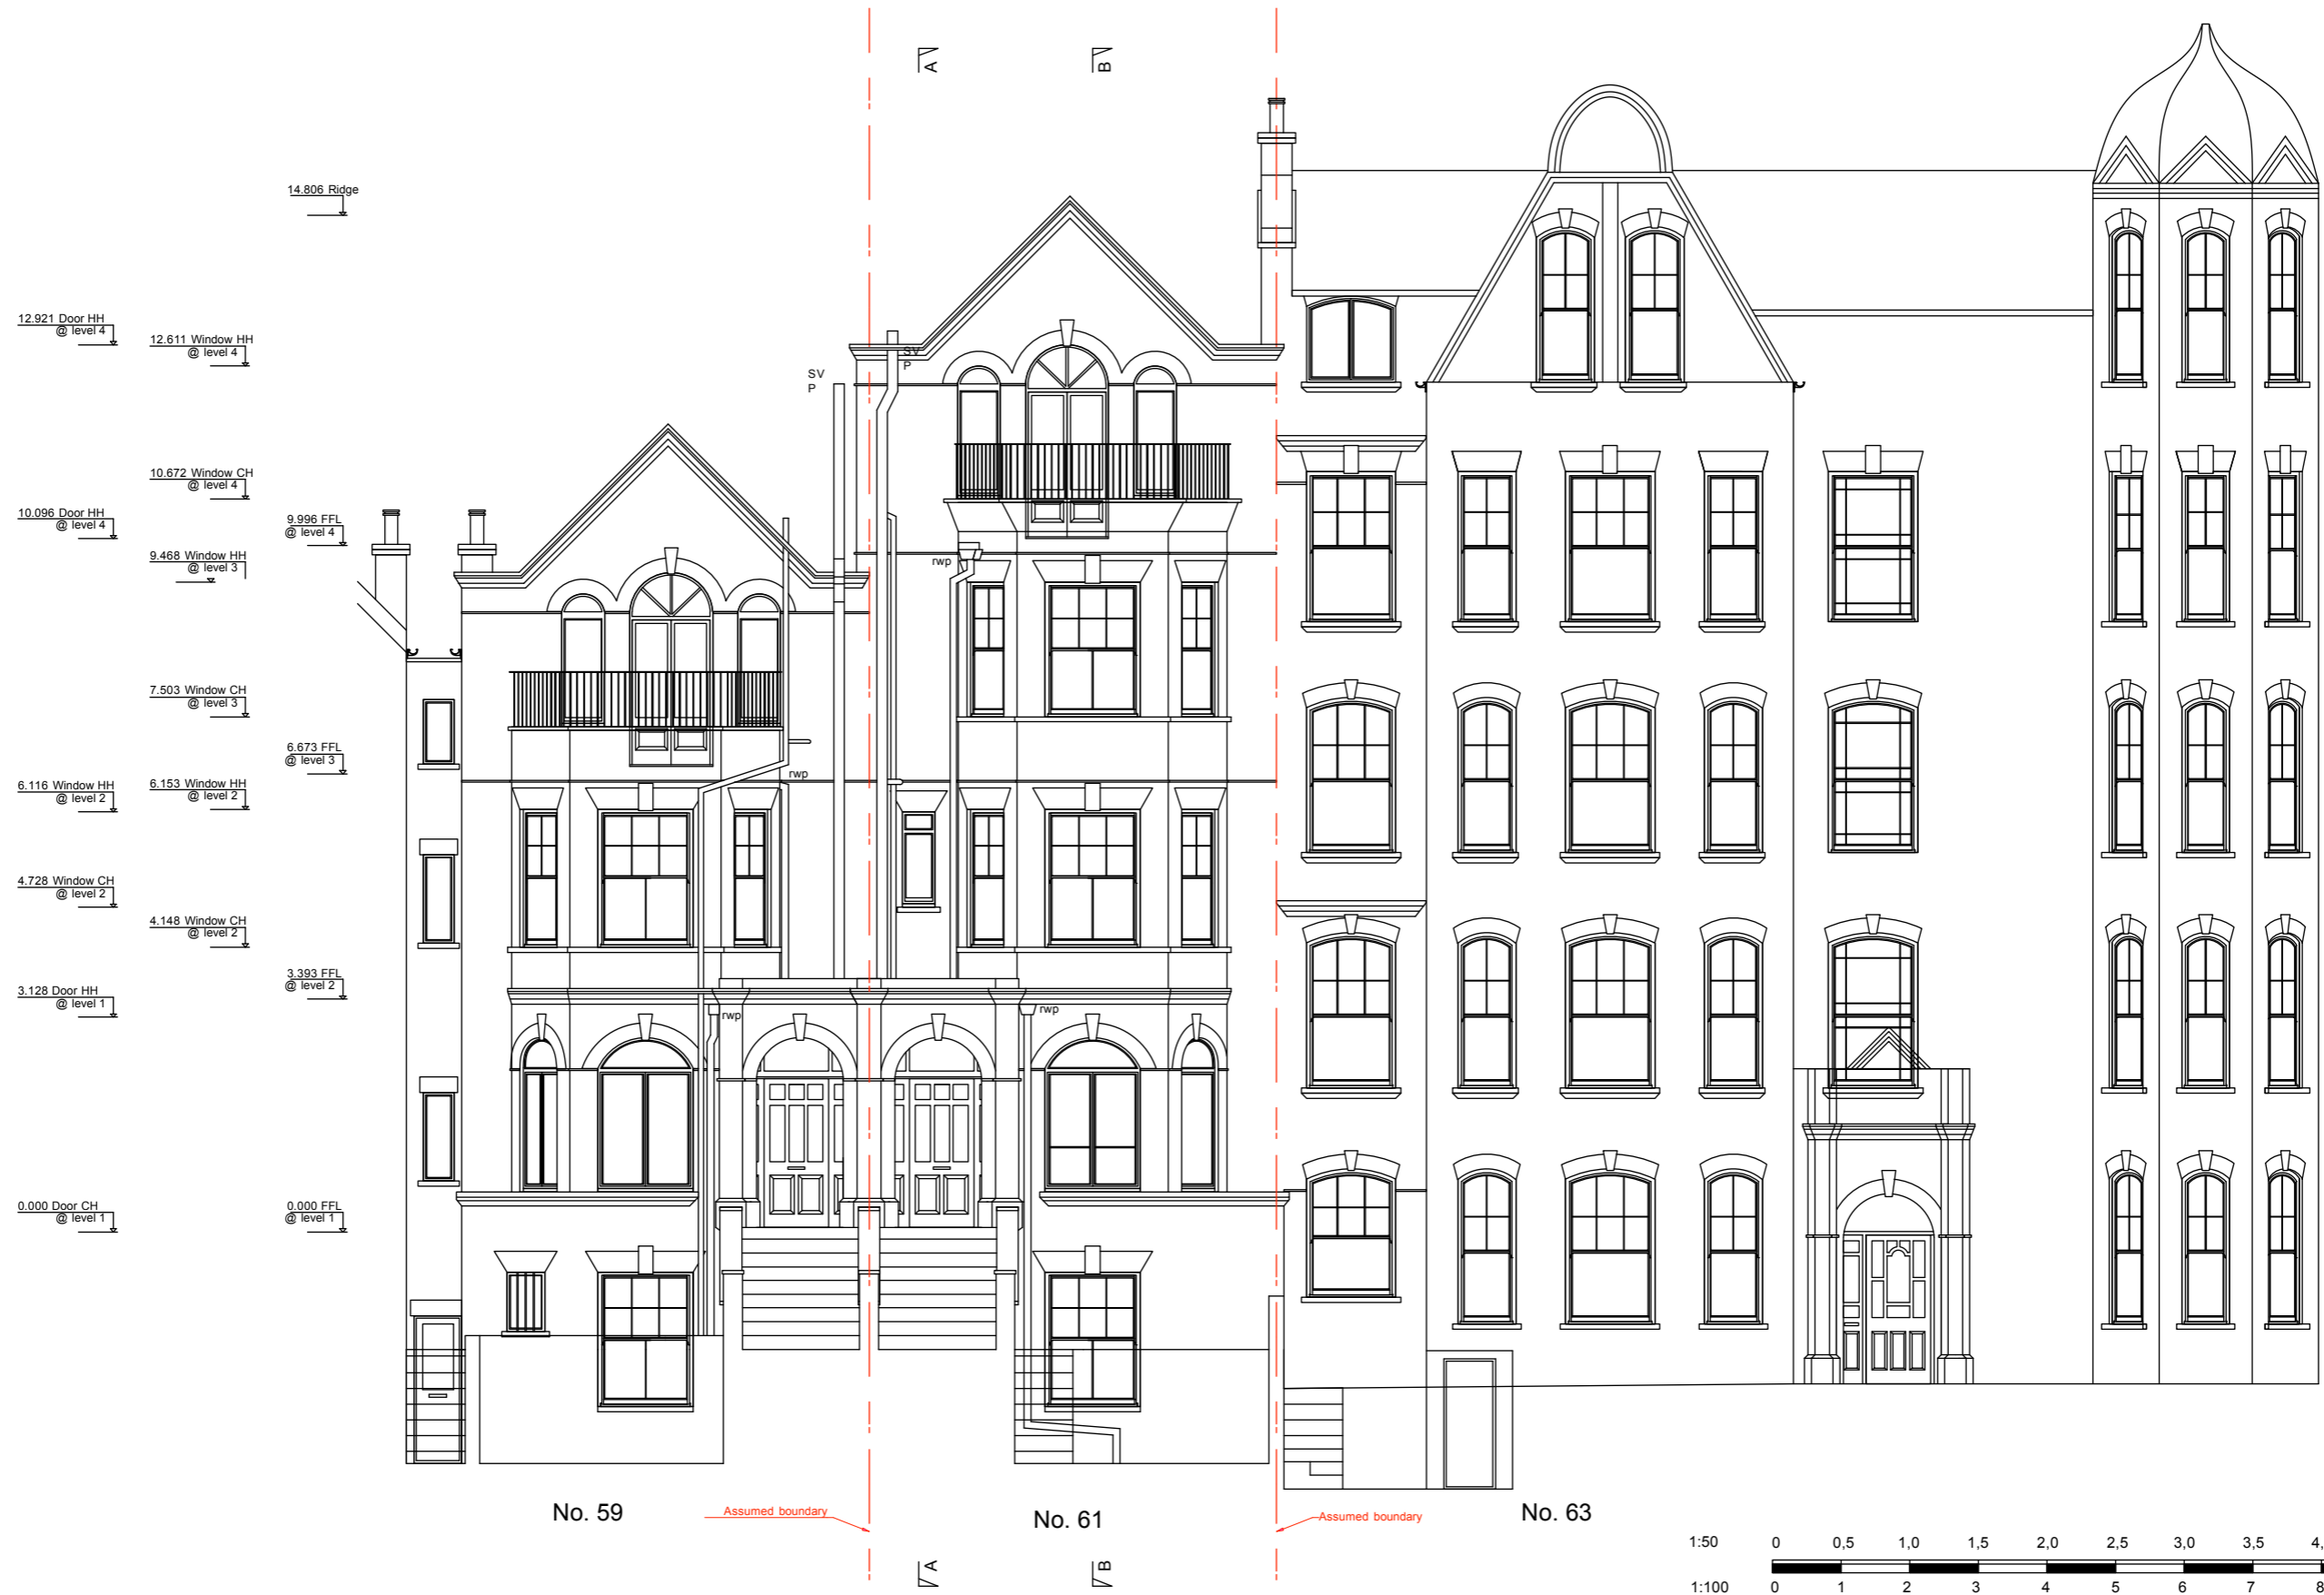 A
B
14.806 Ridge
12.921 Door HH
@ level 4
12.611 Window HH
@ level 4
SV
P
SV
P
10.672 Window CH
@ level 4
10.096 Door HH
@ level 4
9.996 FFL
@ level 4
9.468 Window HH
@ level 3
rwp
7.503 Window CH
@ level 3
6.673 FFL
@ level 3
rwp
6.116 Window HH
@ level 2
6.153 Window HH
@ level 2
4.728 Window CH
@ level 2
4.148 Window CH
@ level 2
3.393 FFL
@ level 2
3.128 Door HH
@ level 1
rwp
rwp
0.000 Door CH
@ level 1
0.000 FFL
@ level 1
No. 59
Assumed boundary
No. 61
Assumed boundary
No. 63
A
B
1:50 0 0,5 1,0 1,5 2,0 2,5 3,0 3,5 4,
1:100 0 1 2 3 4 5 6 7 8